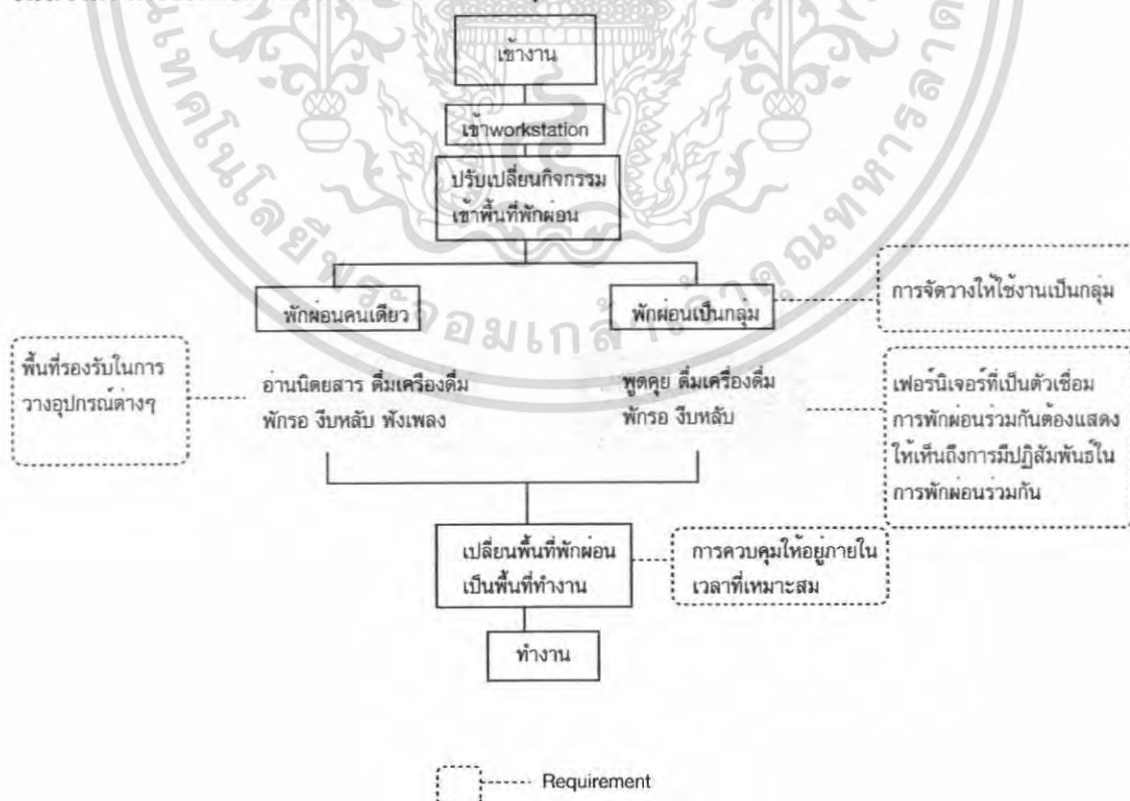 เข้างาน
เข้าworkstation
ปรับเปลี่ยนกิจกรรม
เข้าพื้นที่พักผ่อน
พักผ่อนคนเดียว
พักผ่อนเป็นกลุ่ม
การจัดวางให้ใช้งานเป็นกลุ่ม
พื้นที่รองรับในการ
วางอุปกรณ์ต่างๆ
อ่านนิตยสาร ดื่มเครื่องดื่ม
พักรอ งีบหลับ ฟังเพลง
พูดคุย ดื่มเครื่องดื่ม
พักรอ งีบหลับ
เฟอร์นิเจอร์ที่เป็นตัวเชื่อม
การพักผ่อนร่วมกันต้องแสดง
ให้เห็นถึงการมีปฏิสัมพันธ์ใน
การพักผ่อนร่วมกัน
เปลี่ยนพื้นที่พักผ่อน
เป็นพื้นที่ทำงาน
การควบคุมให้อยู่ภายใน
เวลาที่เหมาะสม
ทำงาน
Requirement